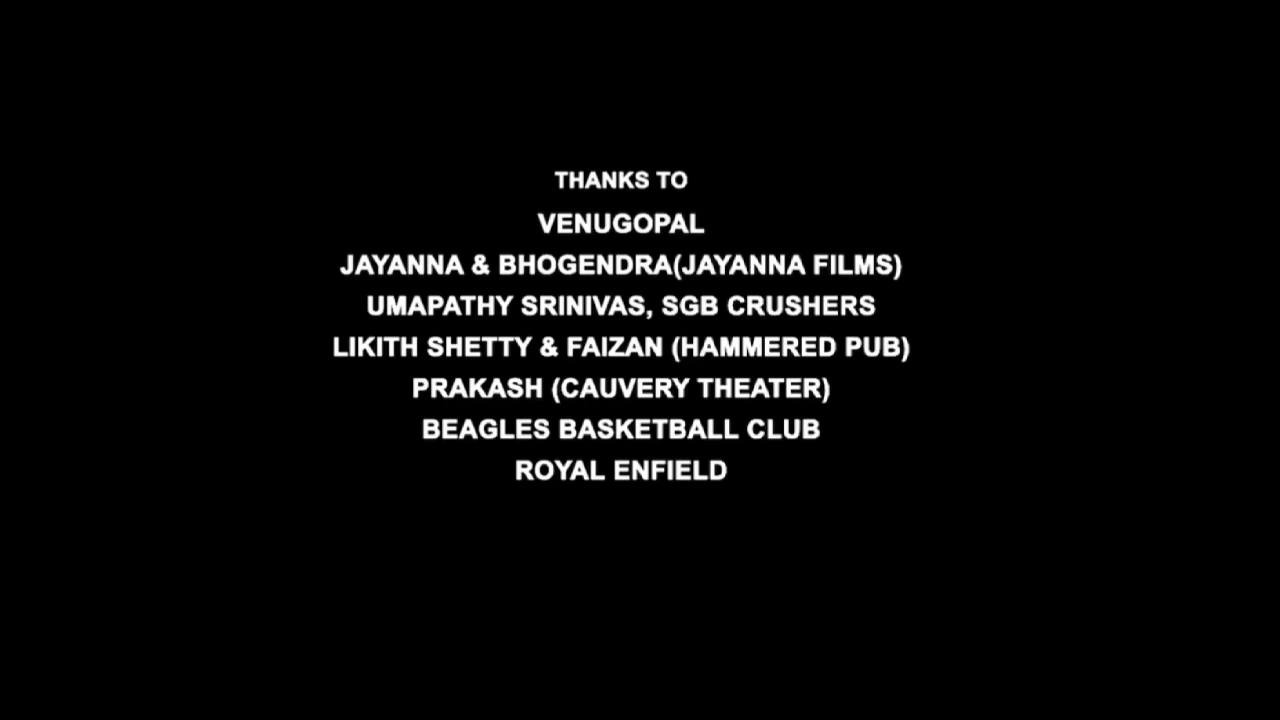 THANKS TO
VENUGOPAL
JAYANNA & BHOGENDRA(JAYANNA FILMS)
UMAPATHY SRINIVAS, SGB CRUSHERS
LIKITH SHETTY & FAIZAN (HAMMERED PUB)
PRAKASH (CAUVERY THEATER)
BEAGLES BASKETBALL CLUB
ROYAL ENFIELD